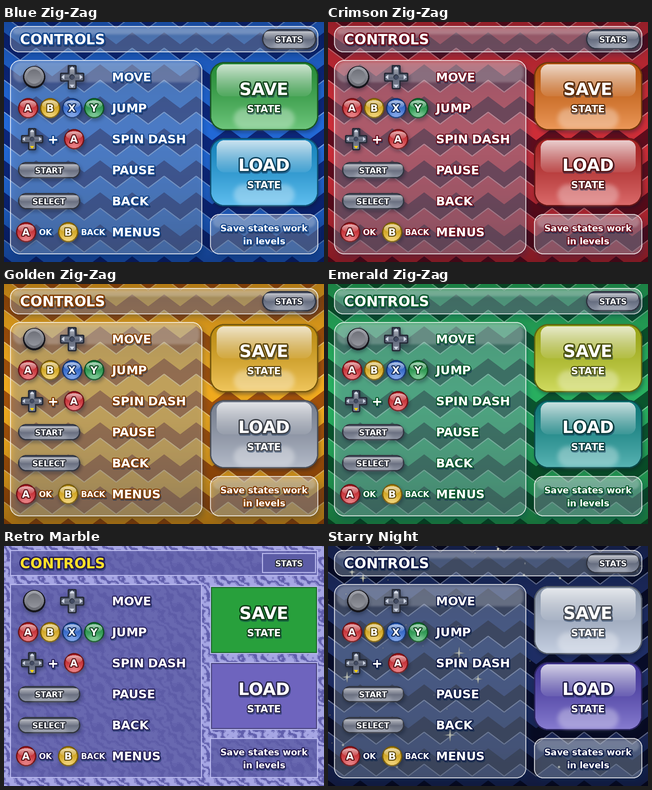 Blue Zig-Zag
CONTROLS
STATS
MOVE
A B X Y JUMP
+ A SPIN DASH
START PAUSE
SELECT BACK
A OK B BACK MENUS
SAVE
STATE
LOAD
STATE
Save states work
in levels
Crimson Zig-Zag
CONTROLS
STATS
MOVE
A B X Y JUMP
+ A SPIN DASH
START PAUSE
SELECT BACK
A OK B BACK MENUS
SAVE
STATE
LOAD
STATE
Save states work
in levels
Golden Zig-Zag
CONTROLS
STATS
MOVE
A B X Y JUMP
+ A SPIN DASH
START PAUSE
SELECT BACK
A OK B BACK MENUS
SAVE
STATE
LOAD
STATE
Save states work
in levels
Emerald Zig-Zag
CONTROLS
STATS
MOVE
A B X Y JUMP
+ A SPIN DASH
START PAUSE
SELECT BACK
A OK B BACK MENUS
SAVE
STATE
LOAD
STATE
Save states work
in levels
Retro Marble
CONTROLS
STATS
MOVE
A B X Y JUMP
+ A SPIN DASH
START PAUSE
SELECT BACK
A OK B BACK MENUS
SAVE
STATE
LOAD
STATE
Save states work
in levels
Starry Night
CONTROLS
STATS
MOVE
A B X Y JUMP
+ A SPIN DASH
START PAUSE
SELECT BACK
A OK B BACK MENUS
SAVE
STATE
LOAD
STATE
Save states work
in levels